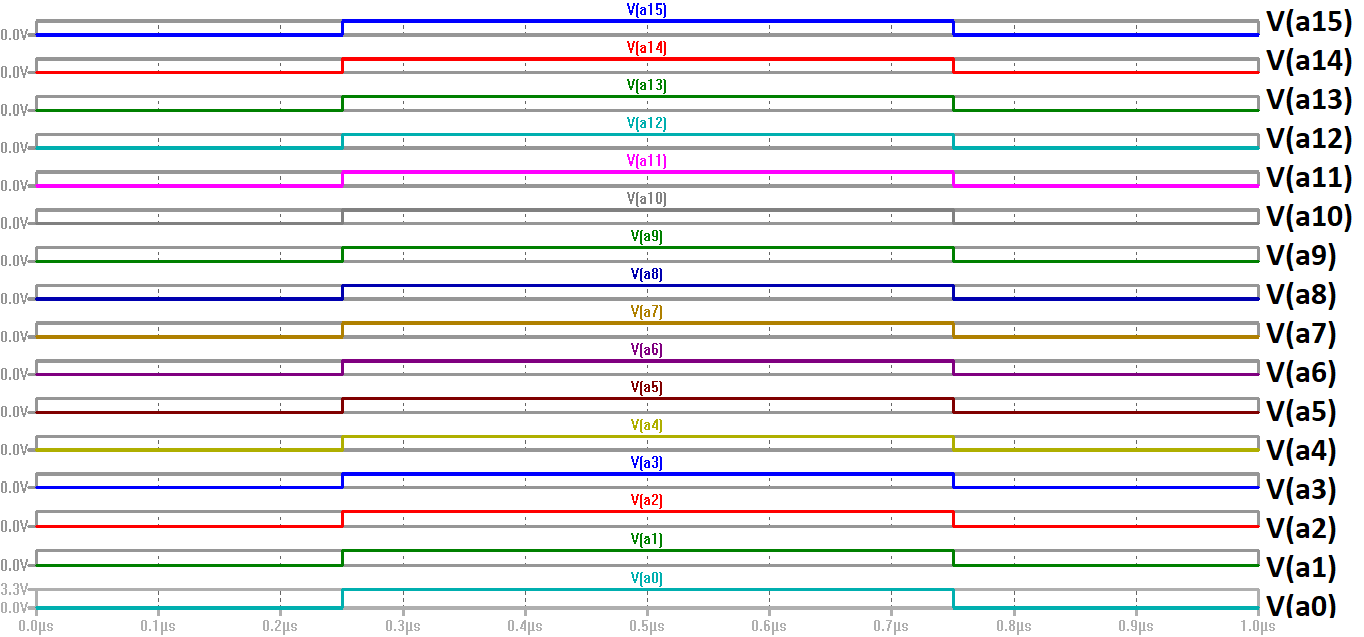 V(a15)
0.0V V(a15)
V(a14)
0.0V V(a14)
V(a13)
0.0V V(a13)
V(a12)
0.0V V(a12)
V(a11)
0.0V V(a11)
V(a10)
0.0V V(a10)
V(a9)
0.0V V(a9)
V(a8)
0.0V V(a8)
V(a7)
0.0V V(a7)
V(a6)
0.0V V(a6)
V(a5)
0.0V V(a5)
V(a4)
0.0V V(a4)
V(a3)
0.0V V(a3)
V(a2)
0.0V V(a2)
V(a1)
0.0V V(a1)
V(a0)
3.3V
0.0V V(a0)
0.0µs 0.1µs 0.2µs 0.3µs 0.4µs 0.5µs 0.6µs 0.7µs 0.8µs 0.9µs 1.0µs